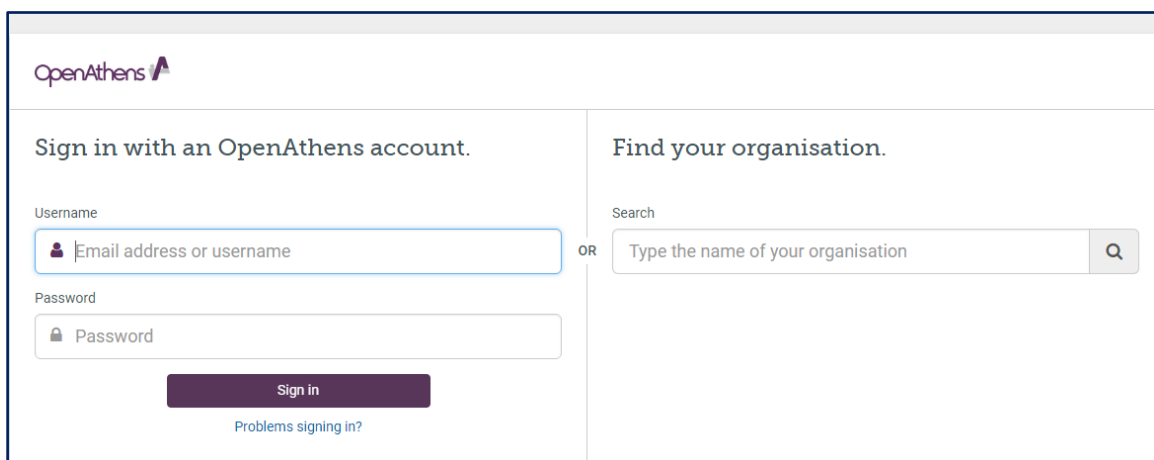 OpenAthens
Sign in with an OpenAthens account.
Username
Email address or username
Password
Password
Sign in
Problems signing in?
OR
Find your organisation.
Search
Type the name of your organisation